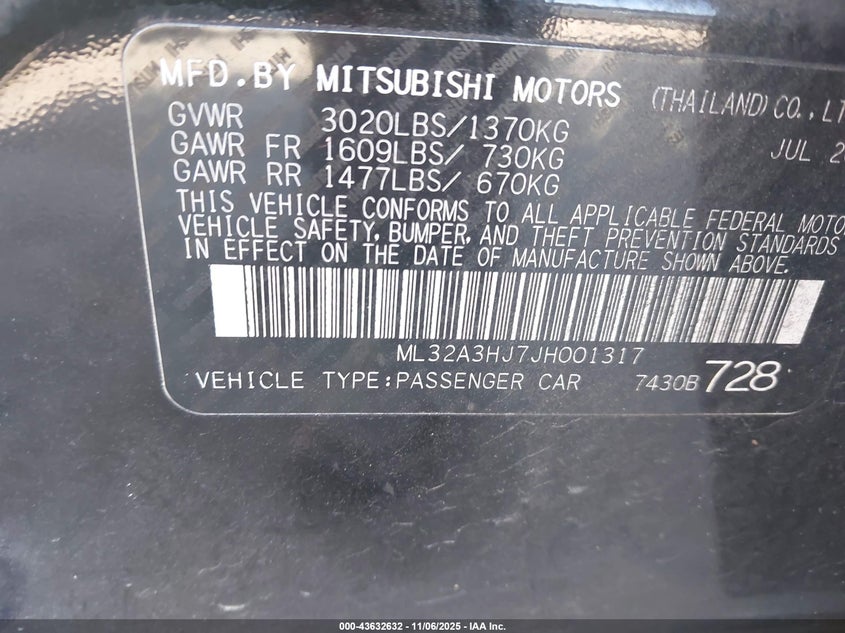 MFD.BY MITSUBISHI MOTORS (THAILAND) CO.,LT
GVWR 3020LBS/1370KG
JUL 20
GAWR FR 1609LBS/ 730KG
GAWR RR 1477LBS/ 670KG
THIS VEHICLE CONFORMS TO ALL APPLICABLE FEDERAL MOTO
VEHICLE SAFETY, BUMPER, AND THEFT PREVENTION STANDARDS
IN EFFECT ON THE DATE OF MANUFACTURE SHOWN ABOVE.
ML32A3HJ7JH001317
VEHICLE TYPE:PASSENGER CAR 7430B 728
000-43632632 - 11/06/2025 - IAA Inc.